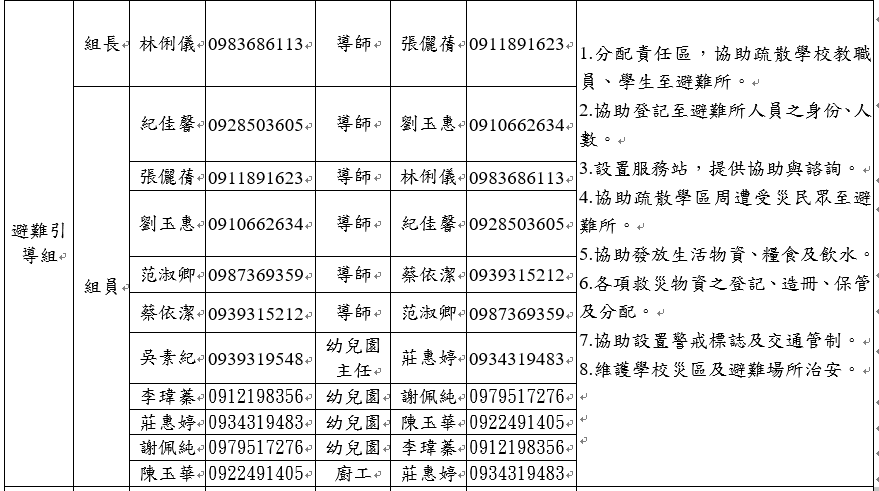 避難引導組
組長 林俐儀 0983686113 導師 張儷蒨 0911891623
組員
紀佳馨 0928503605 導師 劉玉惠 0910662634
張儷蒨 0911891623 導師 林俐儀 0983686113
劉玉惠 0910662634 導師 紀佳馨 0928503605
范淑卿 0987369359 導師 蔡依潔 0939315212
蔡依潔 0939315212 導師 范淑卿 0987369359
吳素紀 0939319548 幼兒園主任 莊惠婷 0934319483
李瑋蓁 0912198356 幼兒園 謝佩純 0979517276
莊惠婷 0934319483 幼兒園 陳玉華 0922491405
謝佩純 0979517276 幼兒園 李瑋蓁 0912198356
陳玉華 0922491405 廚工 莊惠婷 0934319483
1.分配責任區，協助疏散學校教職
員、學生至避難所。
2.協助登記至避難所人員之身份、人
數。
3.設置服務站，提供協助與諮詢。
4.協助疏散學區周遭受災民眾至避
難所。
5.協助發放生活物資、糧食及飲水。
6.各項救災物資之登記、造冊、保管
及分配。
7.協助設置警戒標誌及交通管制。
8.維護學校災區及避難場所治安。